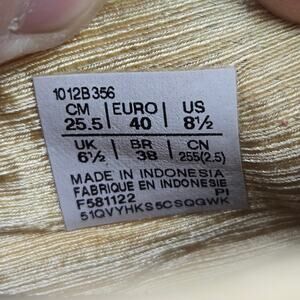 1012B356
CM EURO US
25.5 40 8½
UK BR CN
6½ 38 255(2.5)
MADE IN INDONESIA
FABRIQUE EN INDONESIE
F581122 PI
51QVYHKS5CSQGWK